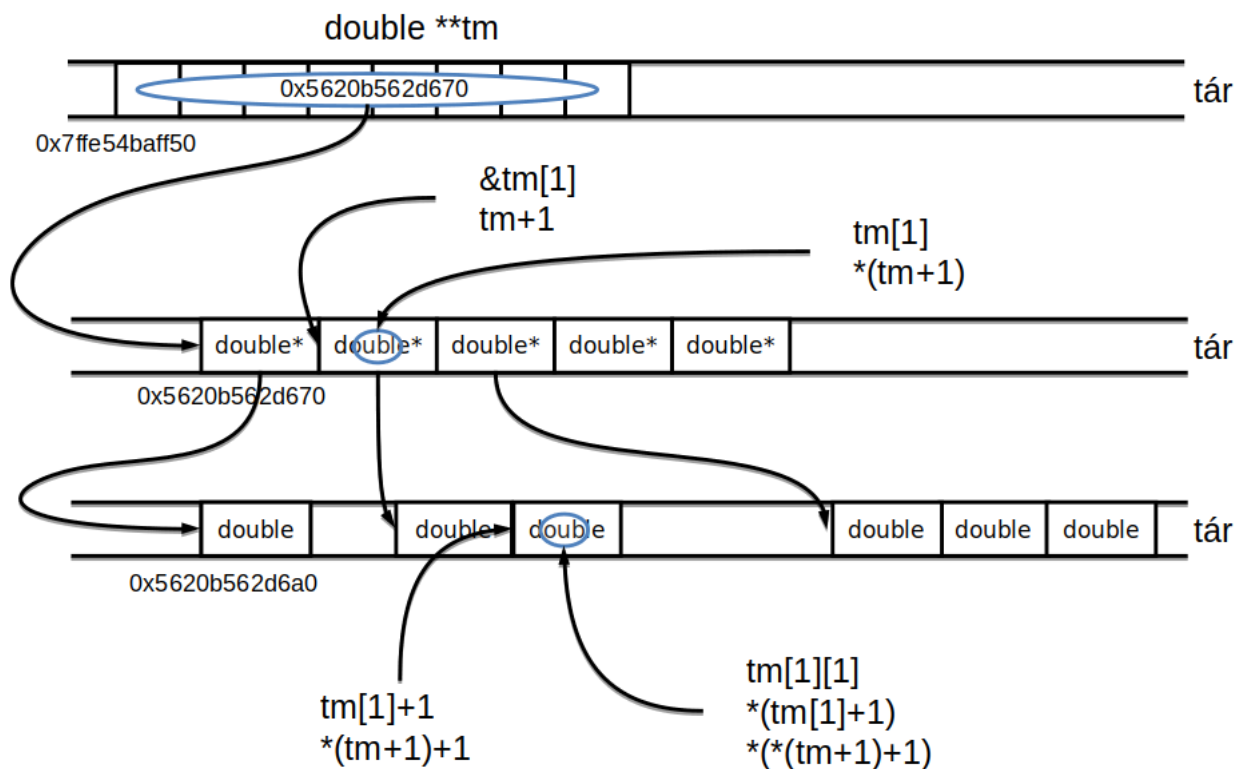 double **tm
0x5620b562d670
tár
0x7ffe54baff50
&tm[1]
tm+1
tm[1]
*(tm+1)
double* double* double* double* double*
tár
0x5620b562d670
double double double double double double
tár
0x5620b562d6a0
tm[1]+1
*(tm+1)+1
tm[1][1]
*(tm[1]+1)
*(*(tm+1)+1)